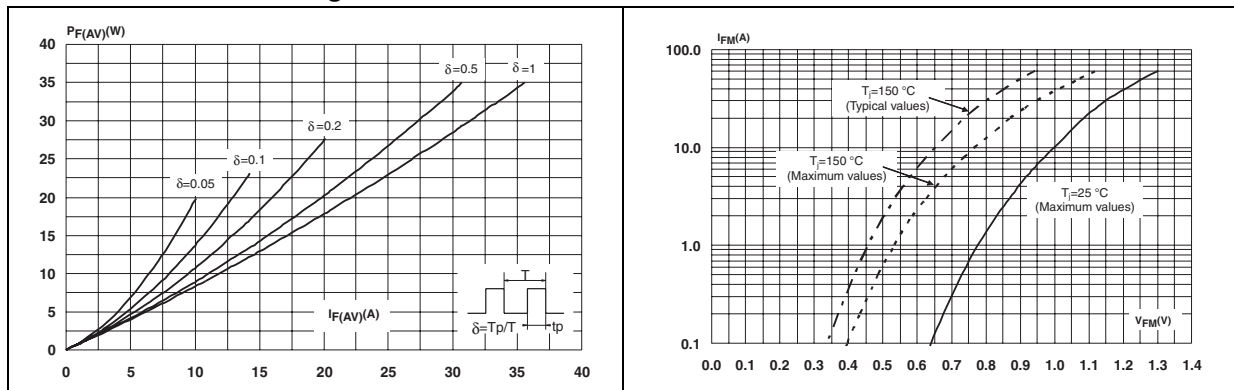 PF(AV)(W)
40
35
30
25
20
15
10
5
0
δ=0.05
δ=0.1
δ=0.2
δ=0.5
δ=1
T
IF(AV)(A)
δ=Tp/T
tp
0 5 10 15 20 25 30 35 40
IFM(A)
100.0
10.0
1.0
0.1
Tj=150 °C
(Typical values)
Tj=150 °C
(Maximum values)
Tj=25 °C
(Maximum values)
VFM(V)
0.0 0.1 0.2 0.3 0.4 0.5 0.6 0.7 0.8 0.9 1.0 1.1 1.2 1.3 1.4